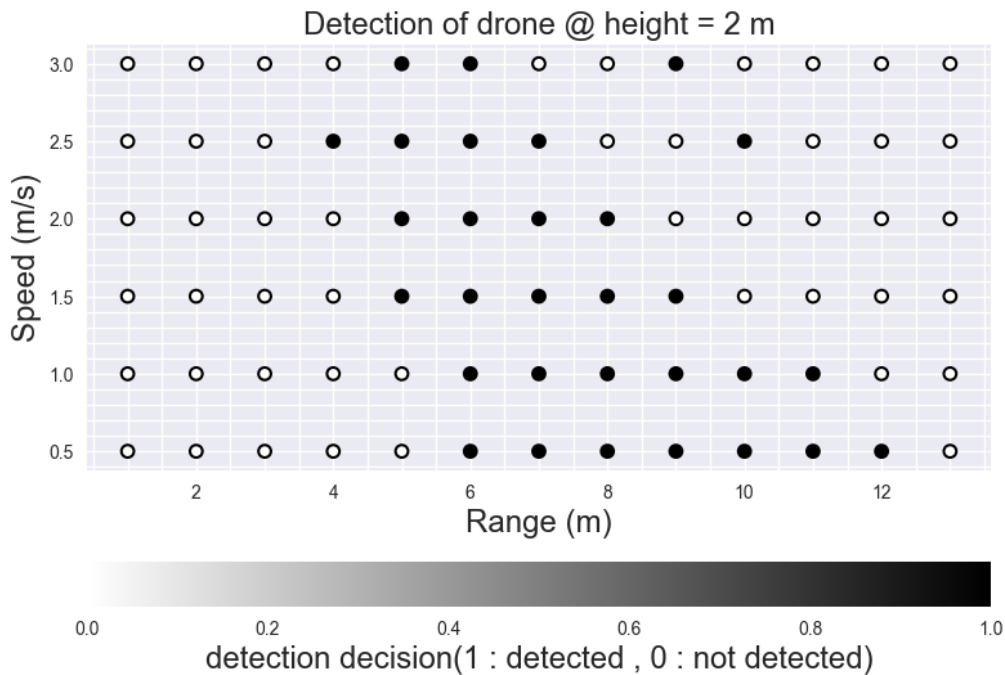 Detection of drone @ height = 2 m
3.0
2.5
2.0
1.5
1.0
0.5
Speed (m/s)
2 4 6 8 10 12
Range (m)
0.0 0.2 0.4 0.6 0.8 1.0
detection decision(1 : detected , 0 : not detected)